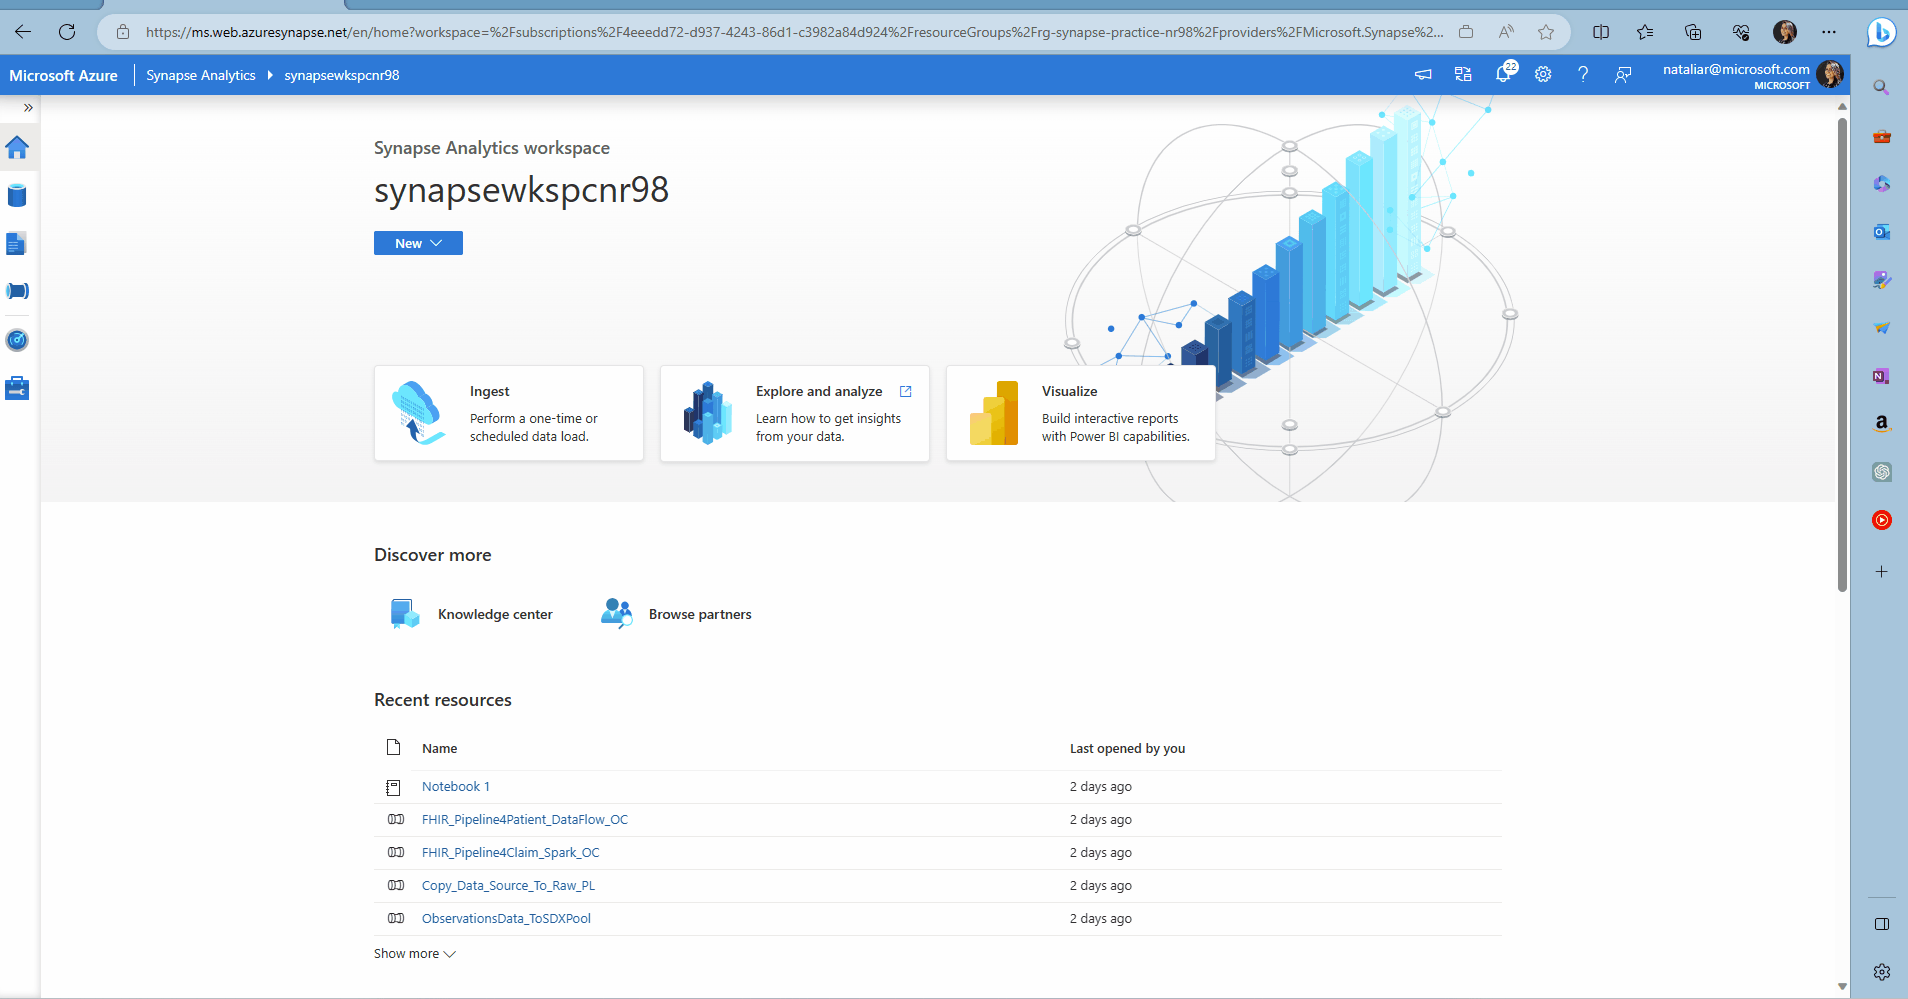 https://ms.web.azuresynapse.net/en/home?workspace=%2Fsubscriptions%2F4eeedd72-d937-4243-86d1-c3982a84d924%2FresourceGroups%2Frg-synapse-practice-nr98%2Fproviders%2FMicrosoft.Synapse%2...
Microsoft Azure
Synapse Analytics
synapsewkspcnr98
22
nataliar@microsoft.com
MICROSOFT
Synapse Analytics workspace
synapsewkspcnr98
New
Ingest
Perform a one-time or
scheduled data load.
Explore and analyze
Learn how to get insights
from your data.
Visualize
Build interactive reports
with Power BI capabilities.
Discover more
Knowledge center
Browse partners
Recent resources
Name Last opened by you
Notebook 1 2 days ago
FHIR_Pipeline4Patient_DataFlow_OC 2 days ago
FHIR_Pipeline4Claim_Spark_OC 2 days ago
Copy_Data_Source_To_Raw_PL 2 days ago
ObservationsData_ToSDXPool 2 days ago
Show more